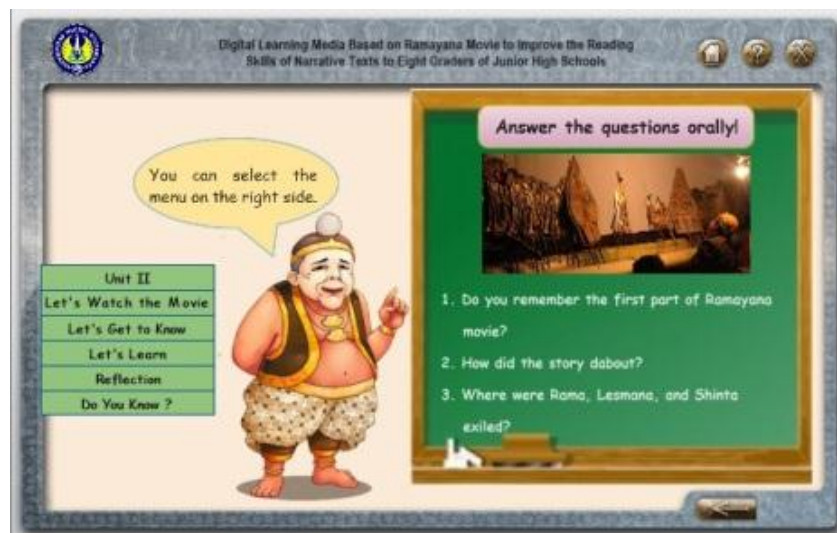 Digital Learning Media Based on Ramayana Movie to Improve the Reading
Skills of Narrative Texts to Eight Graders of Junior High Schools
You can select the
menu on the right side.
Unit II
Let's Watch the Movie
Let's Get to Know
Let's Learn
Reflection
Do You Know ?
Answer the questions orally!
1. Do you remember the first part of Ramayana
movie?
2. How did the story dabout?
3. Where were Rama, Lesmana, and Shinta
exiled?